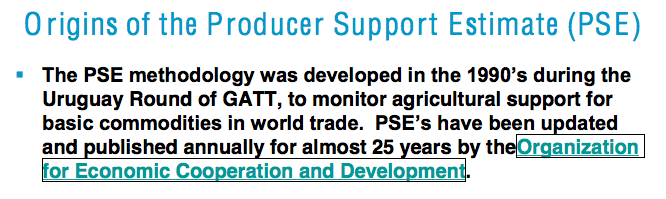 Origins of the Producer Support Estimate (PSE)
The PSE methodology was developed in the 1990's during the
Uruguay Round of GATT, to monitor agricultural support for
basic commodities in world trade.  PSE's have been updated
and published annually for almost 25 years by theOrganization
for Economic Cooperation and Development.